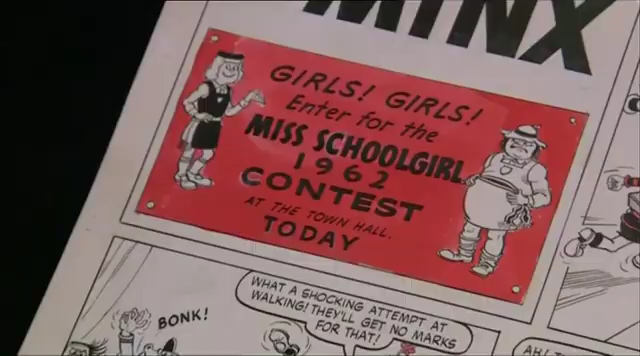 MINX
GIRLS! GIRLS!
Enter for the
MISS SCHOOLGIRL
1962
CONTEST
AT THE TOWN HALL.
TODAY
BONK!
WHAT A SHOCKING ATTEMPT AT
WALKING! THEY'LL GET NO MARKS
FOR THAT!
AH!